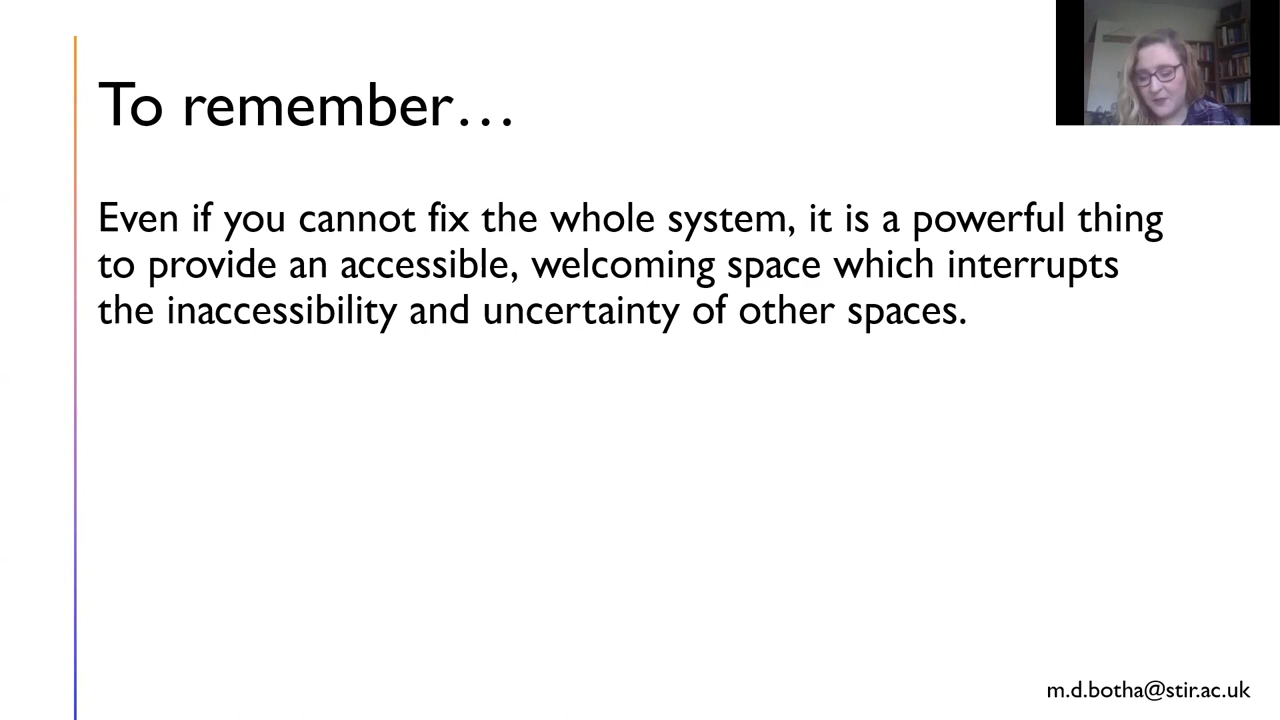 To remember…
Even if you cannot fix the whole system, it is a powerful thing
to provide an accessible, welcoming space which interrupts
the inaccessibility and uncertainty of other spaces.
m.d.botha@stir.ac.uk